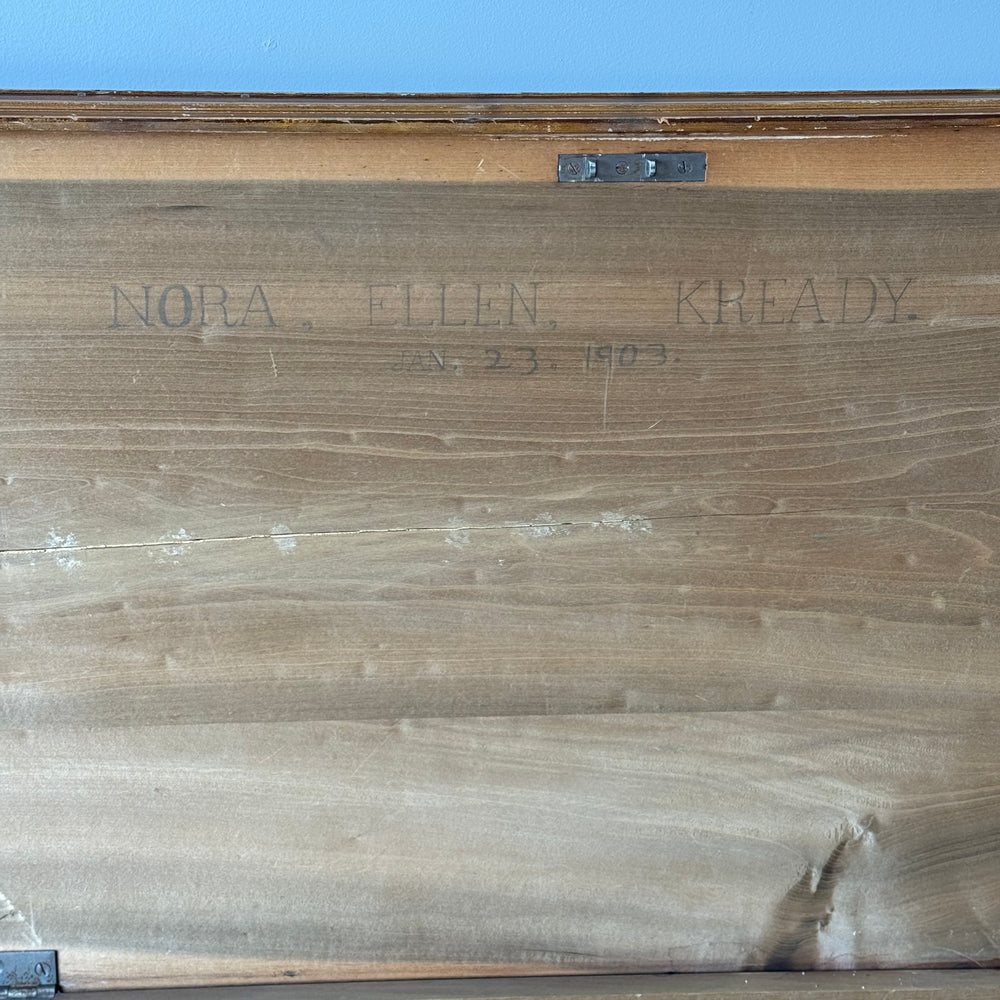 NORA, ELLEN, KREADY.
JAN. 23. 1903.